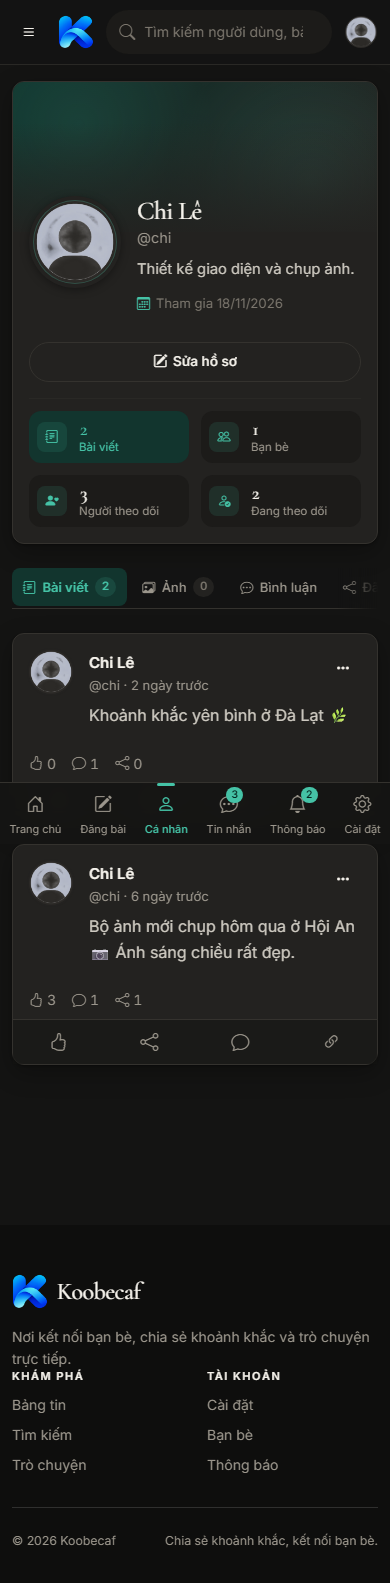 Tìm kiếm người dùng, bà
Chi Lê
@chi
Thiết kế giao diện và chụp ảnh.
Tham gia 18/11/2026
Sửa hồ sơ
2
Bài viết
1
Bạn bè
3
Người theo dõi
2
Đang theo dõi
Bài viết 2
Ảnh 0
Bình luận
Chi Lê
@chi · 2 ngày trước
Khoảnh khắc yên bình ở Đà Lạt 🌿
0 1 0
Trang chủ
Đăng bài
Cá nhân
3
Tin nhắn
2
Thông báo
Cài đặt
Chi Lê
@chi · 6 ngày trước
Bộ ảnh mới chụp hôm qua ở Hội An
📷 Ánh sáng chiều rất đẹp.
3 1 1
Koobecaf
Nơi kết nối bạn bè, chia sẻ khoảnh khắc và trò chuyện
trực tiếp.
KHÁM PHÁ
Bảng tin
Tìm kiếm
Trò chuyện
TÀI KHOẢN
Cài đặt
Bạn bè
Thông báo
© 2026 Koobecaf
Chia sẻ khoảnh khắc, kết nối bạn bè.